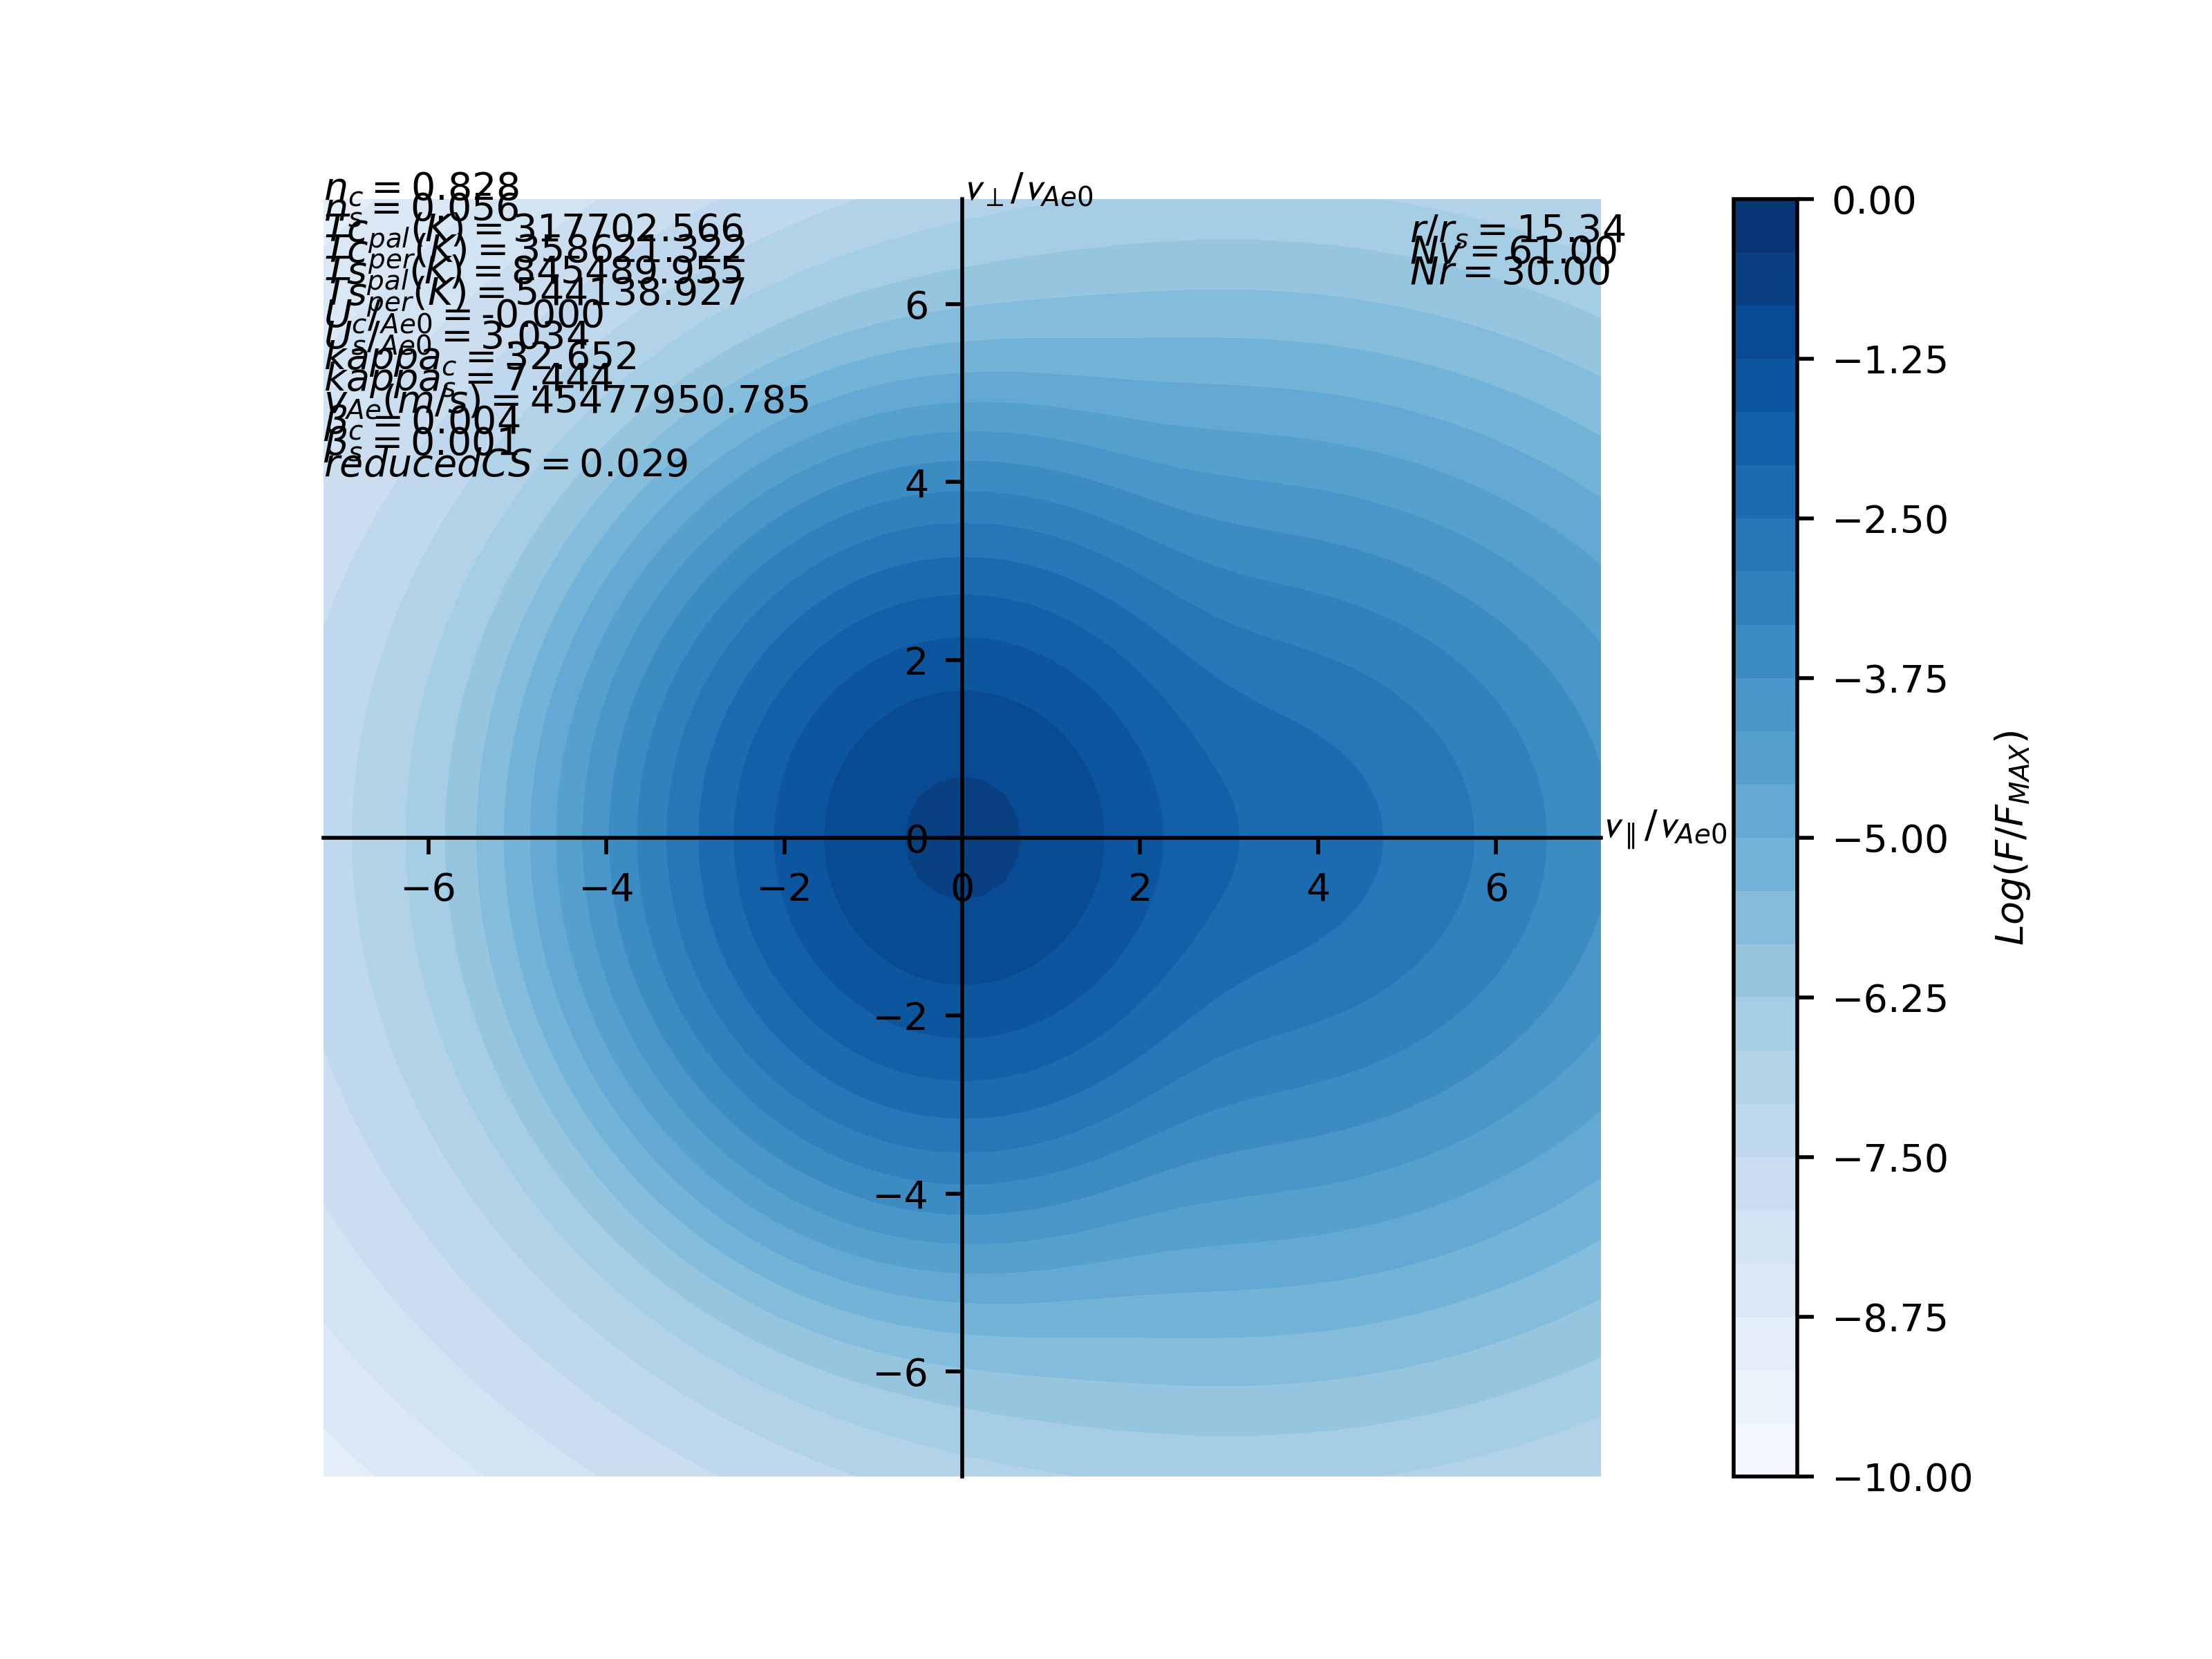 n_c = 0.828
n_s = 0.056
Tc_pal(K) = 317702.566
Tc_per(K) = 358621.322
Ts_pal(K) = 845489.955
Ts_per(K) = 544138.927
U_c/Ae0 = -0.000
U_s/Ae0 = 3.034
kappa_c = 32.652
kappa_s = 7.444
v_Ae(m/s) = 45477950.785
β_c = 0.004
β_s = 0.001
reducedCS = 0.029
v_⊥/v_Ae0
r/r_s = 15.34
Nv = 61.00
Nr = 30.00
6
4
2
0
−2
−4
−6
−6 −4 −2 0 2 4 6
v_∥/v_Ae0
0.00
−1.25
−2.50
−3.75
−5.00
−6.25
−7.50
−8.75
−10.00
Log(F/F_MAX)